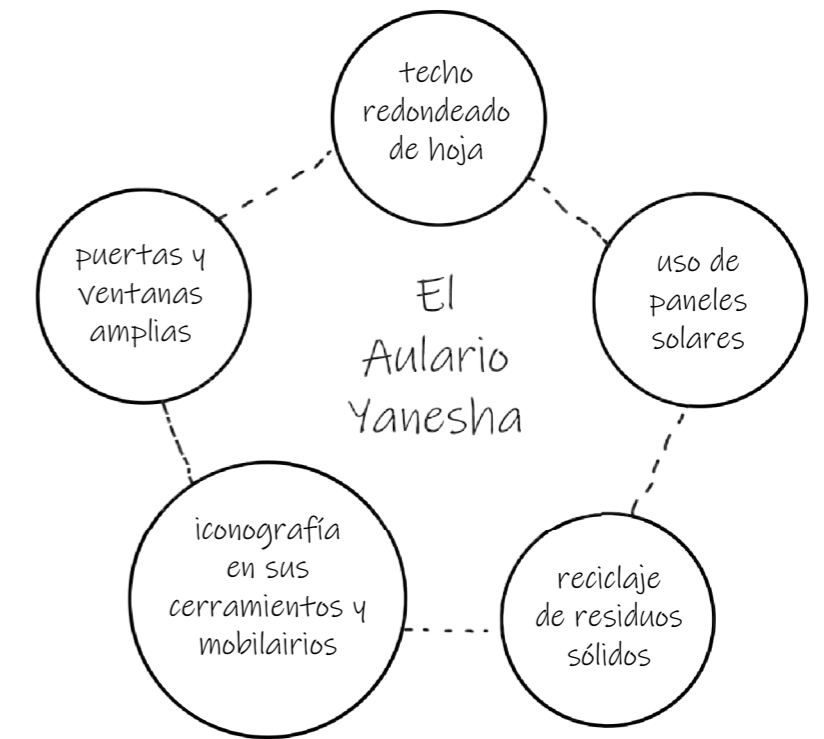 techo
redondeado
de hoja
puertas y
ventanas
amplias
El
Aulario
Yanesha
uso de
paneles
solares
iconografía
en sus
cerramientos y
mobilairios
reciclaje
de residuos
sólidos